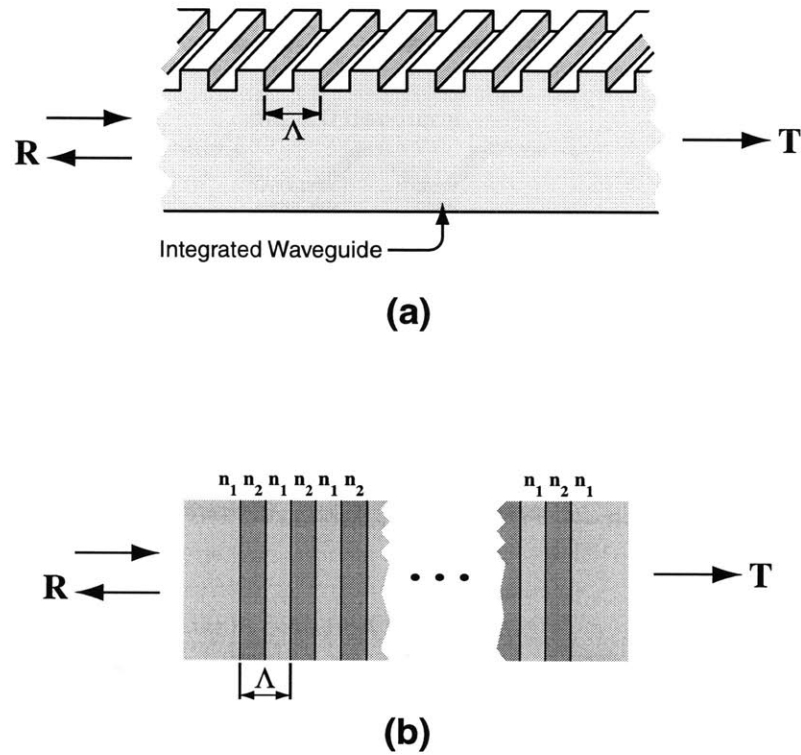 Λ
R
T
Integrated Waveguide
(a)
n₁ n₂ n₁ n₂ n₁ n₂
n₁ n₂ n₁
R
• • •
T
Λ
(b)